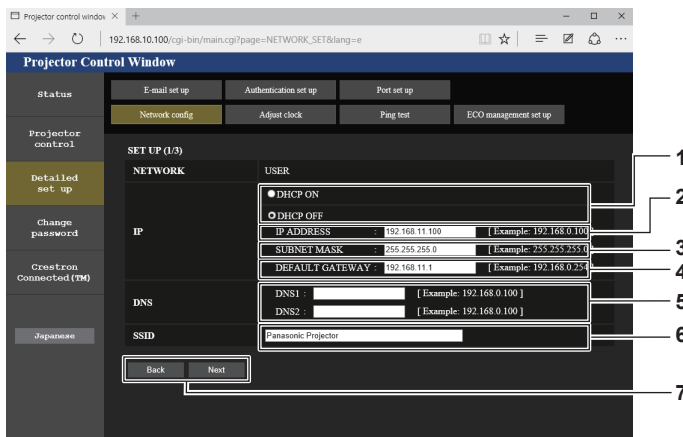 Projector control window
192.168.10.100/cgi-bin/main.cgi?page=NETWORK_SET&lang=e
Projector Control Window
Status
E-mail set up
Authentication set up
Port set up
Network config
Adjust clock
Ping test
ECO management set up
Projector
control
SET UP (1/3)
NETWORK
USER
1
Detailed
set up
DHCP ON
2
DHCP OFF
Change
password
IP
IP ADDRESS : 192.168.11.100 [ Example: 192.168.0.100
SUBNET MASK : 255.255.255.0 [ Example: 255.255.255.0
3
DEFAULT GATEWAY : 192.168.11.1 [ Example: 192.168.0.254
4
Crestron
Connected(TM)
DNS
DNS1 : [ Example: 192.168.0.100 ]
5
DNS2 : [ Example: 192.168.0.100 ]
Japanese
SSID
Panasonic Projector
6
Back
Next
7